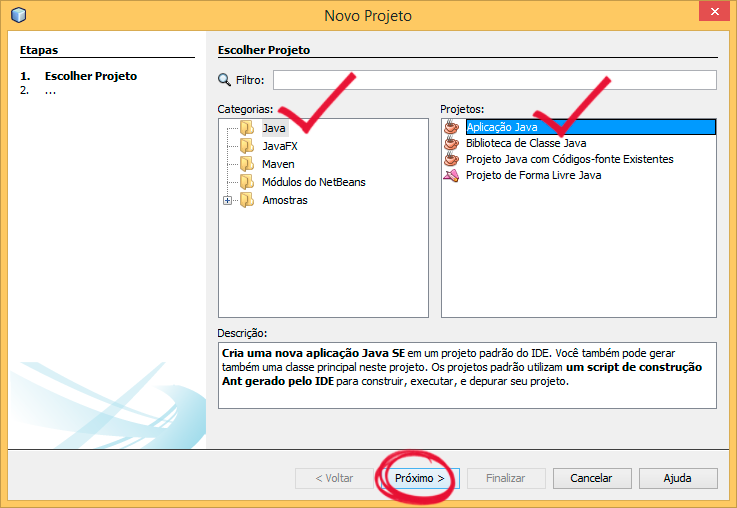 Novo Projeto
Etapas
1. Escolher Projeto
2. ...
Escolher Projeto
Filtro:
Categorias:
Java
JavaFX
Maven
Módulos do NetBeans
Amostras
Projetos:
Aplicação Java
Biblioteca de Classe Java
Projeto Java com Códigos-fonte Existentes
Projeto de Forma Livre Java
Descrição:
Cria uma nova aplicação Java SE em um projeto padrão do IDE. Você também pode gerar
também uma classe principal neste projeto. Os projetos padrão utilizam um script de construção
Ant gerado pelo IDE para construir, executar, e depurar seu projeto.
< Voltar
Próximo >
Finalizar
Cancelar
Ajuda